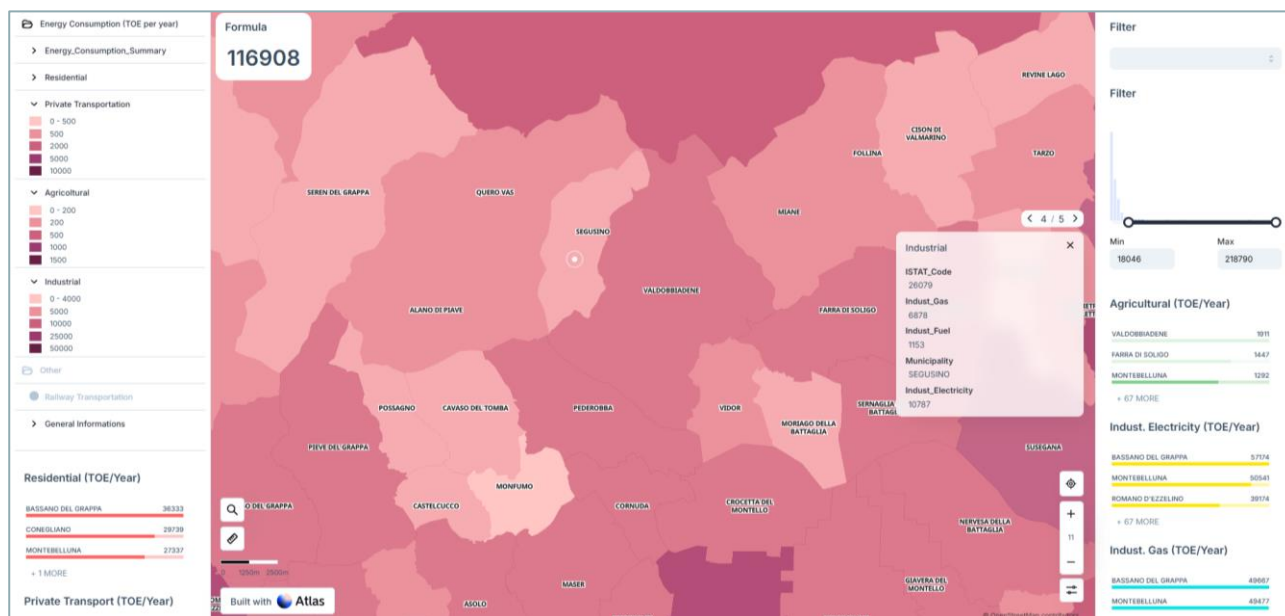 Energy Consumption (TOE per year)
Energy_Consumption_Summary
Residential
Private Transportation
0 - 500
500
2000
5000
10000
Agricultural
0 - 200
200
500
1000
1500
Industrial
0 - 4000
5000
10000
25000
50000
Other
Railway Transportation
General Informations
Residential (TOE/Year)
BASSANO DEL GRAPPA 36333
CONEGLIANO 29739
MONTEBELLUNA 27337
+ 1 MORE
Private Transport (TOE/Year)
Formula
116908
REVINE LAGO
CISON DE
VALMARINO
FOLLINA
TARZO
SEREN DEL GRAPPA
QUERO VAS
MIANE
SEGUSINO
VALDOBBIADENE
ALANO DI PIAVE
FARRA DI SOLIGO
POSSAGNO
CAVASO DEL TOMBA
PEDEROBBA
VIDOR
SERNAGLIA
BATTAGL
MORIAGO DELLA
BATTAGLIA
PIEVE DEL GRAPPA
SUSEGANA
MONFUMO
O DEL GRAPPA
CASTELCUCCO
CORNUDA
CROCETTA DEL
MONTELLO
NERVESA DELLA
BATTAGLIA
MASER
GIAVERA DEL
MONTELLO
ASOLO
4 / 5
Industrial
ISTAT_Code
26079
Indust_Gas
6878
Indust_Fuel
1153
Municipality
SEGUSINO
Indust_Electricity
10787
11
0 1250m 2500m
Built with Atlas
Filter
Filter
Min Max
18046 218790
Agricultural (TOE/Year)
VALDOBBIADENE 1911
FARRA DI SOLIGO 1447
MONTEBELLUNA 1292
+ 67 MORE
Indust. Electricity (TOE/Year)
BASSANO DEL GRAPPA 57174
MONTEBELLUNA 50541
ROMANO D'EZZELINO 39174
+ 67 MORE
Indust. Gas (TOE/Year)
BASSANO DEL GRAPPA 49667
MONTEBELLUNA 49477